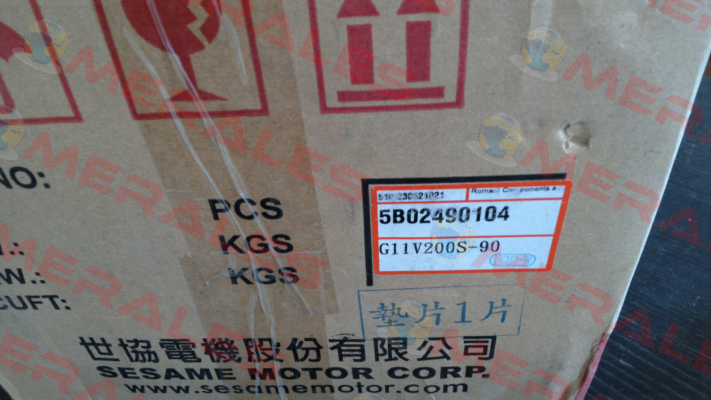 NO:
PCS
KGS
W.:
KGS
CUFT:
5B02490104
G11V200S-90
墊片1片
世協電機股份有限公司
SESAME MOTOR CORP.
www.sesamemotor.com
MERALES